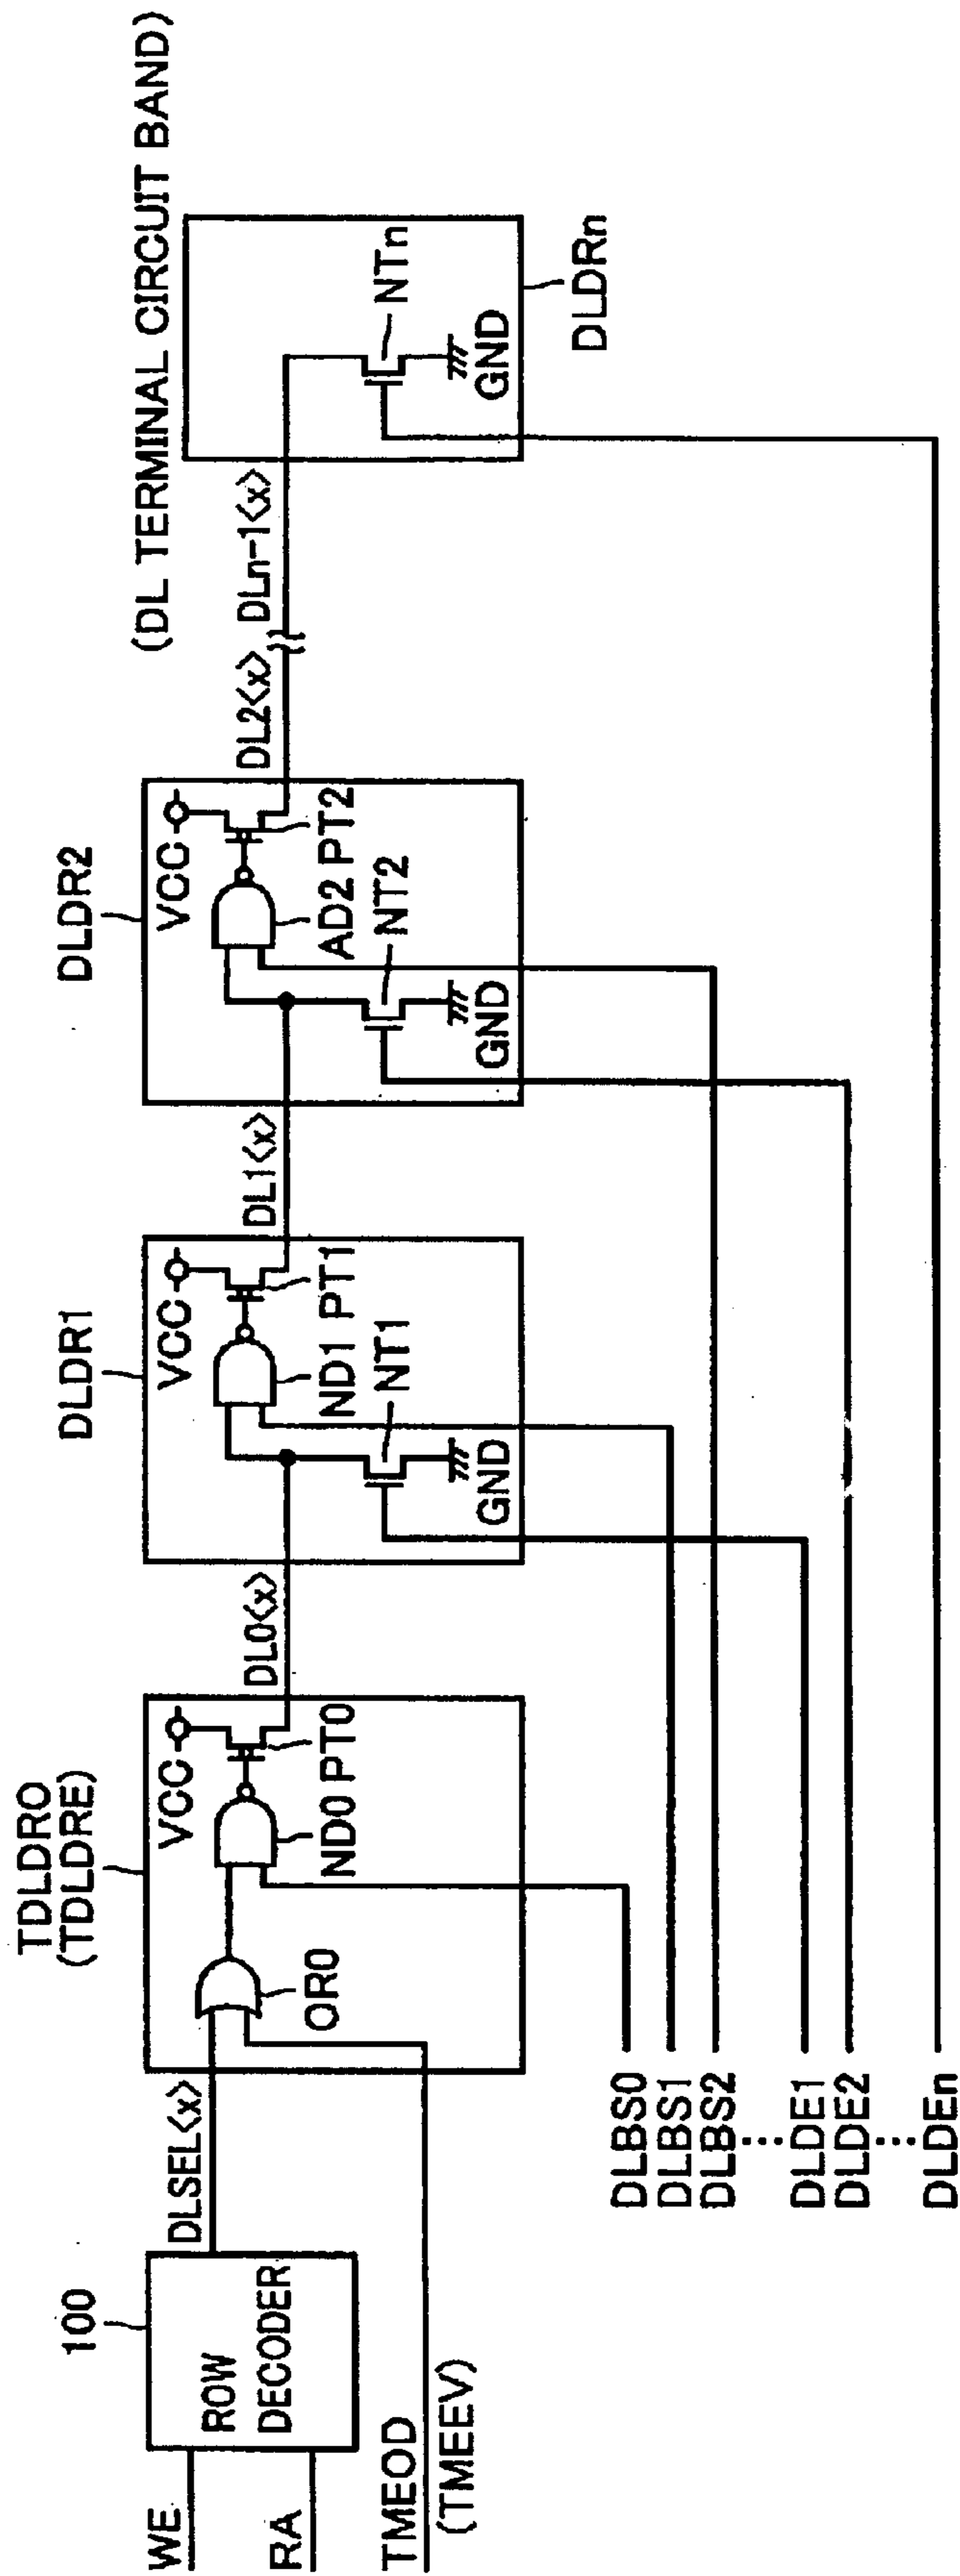 (DL TERMINAL CIRCUIT BAND)
TDLDRO
(TDLDRE)
DLDR1
DLDR2
100
WE
RA
ROW
DECODER
DLSEL<x>
TMEOD
(TMEEV)
OR0
VCC
ND0 PT0
DL0<x>
VCC
ND1 PT1
NT1
GND
DL1<x>
VCC
AD2 PT2
NT2
GND
DL2<x>
DLn-1<x>
NTn
GND
DLDRn
DLBS0
DLBS1
DLBS2
...
DLDE1
DLDE2
...
DLDEn